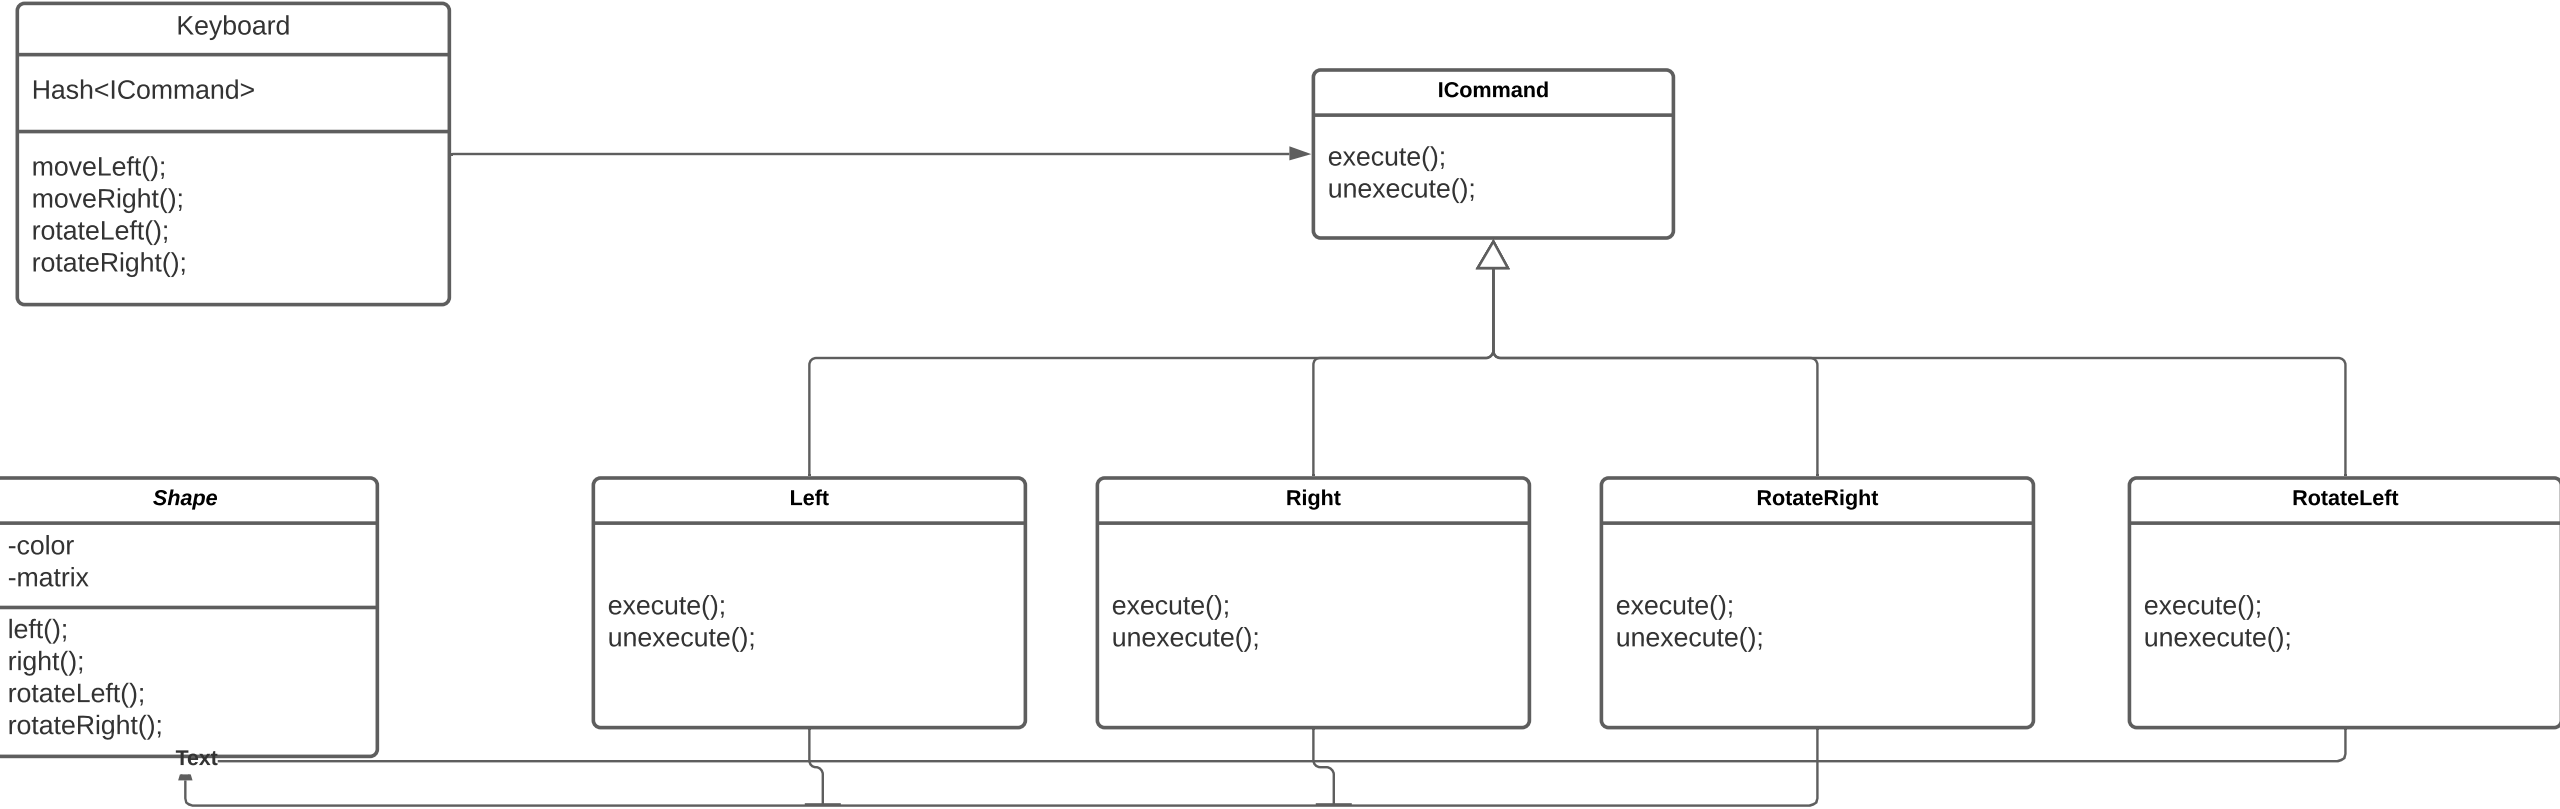 Keyboard
Hash<ICommand>
moveLeft();
moveRight();
rotateLeft();
rotateRight();
ICommand
execute();
unexecute();
Shape
-color
-matrix
left();
right();
rotateLeft();
rotateRight();
Text
Left
execute();
unexecute();
Right
execute();
unexecute();
RotateRight
execute();
unexecute();
RotateLeft
execute();
unexecute();